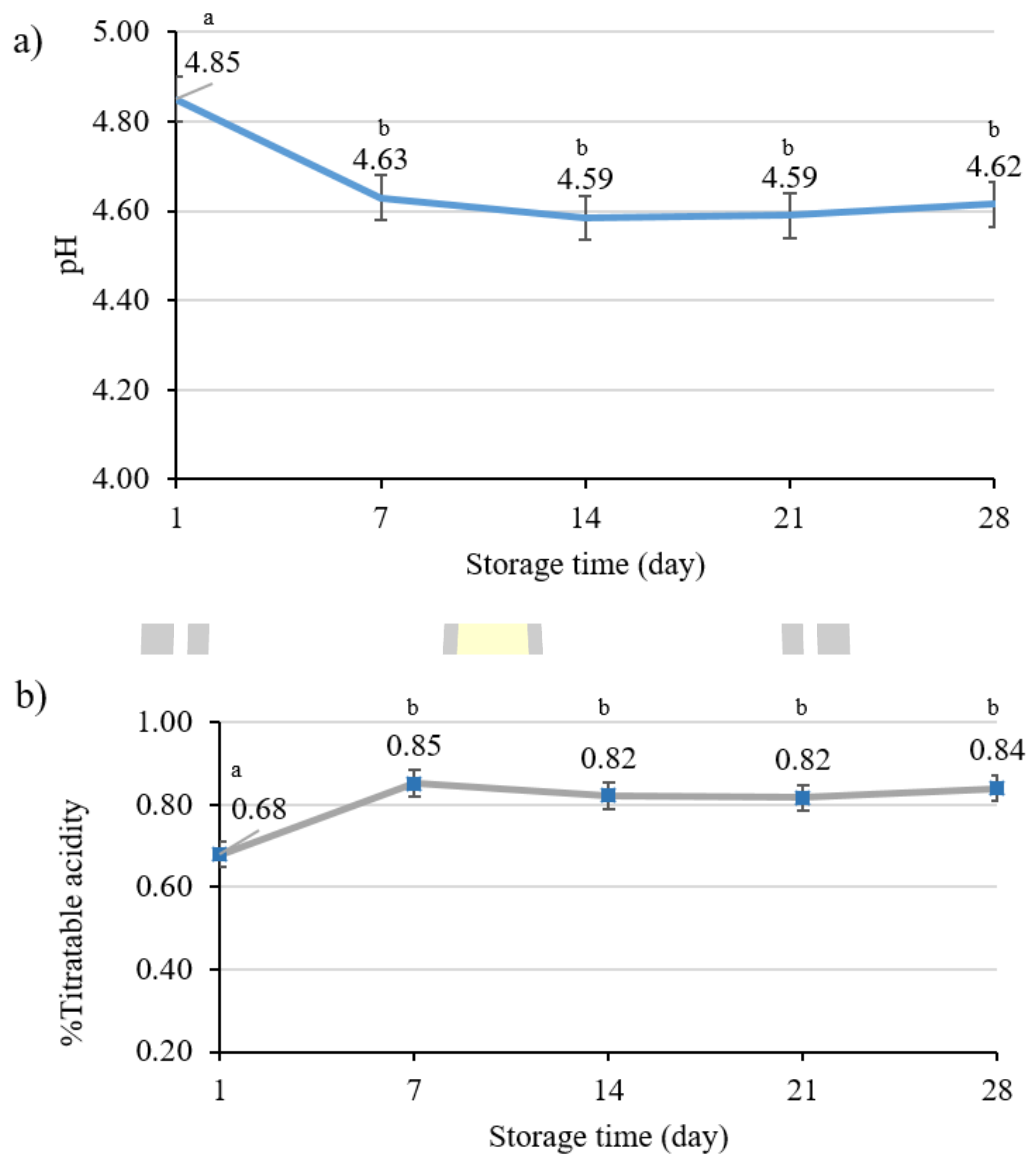 a)
a
5.00
4.85
4.80
b
4.63
b
4.59
b
4.59
b
4.62
4.60
4.40
4.20
4.00
pH
1 7 14 21 28
Storage time (day)
b)
b b b b
1.00
0.85 0.82 0.82 0.84
a
0.68
0.80
0.60
0.40
0.20
%Titratable acidity
1 7 14 21 28
Storage time (day)